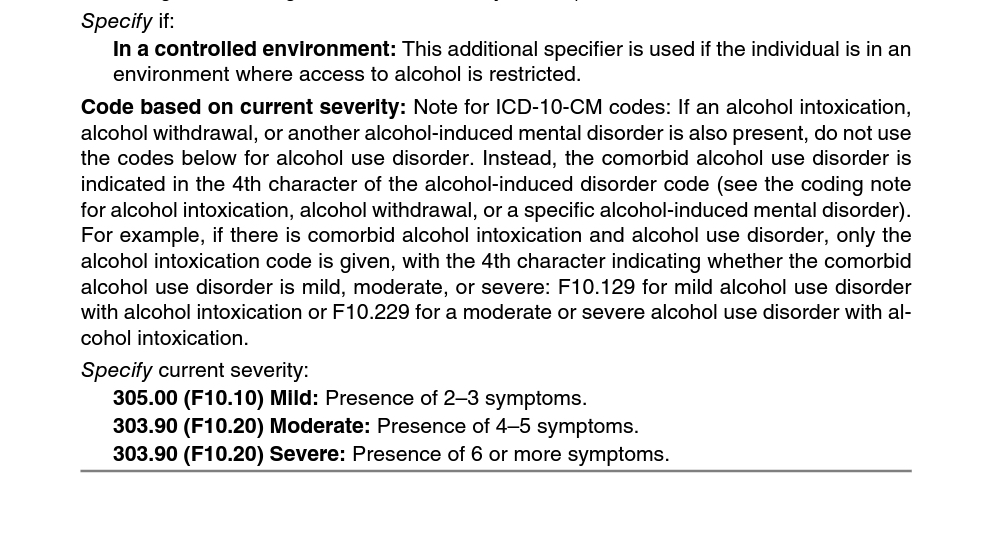 Specify if:
In a controlled environment: This additional specifier is used if the individual is in an
environment where access to alcohol is restricted.
Code based on current severity: Note for ICD-10-CM codes: If an alcohol intoxication,
alcohol withdrawal, or another alcohol-induced mental disorder is also present, do not use
the codes below for alcohol use disorder. Instead, the comorbid alcohol use disorder is
indicated in the 4th character of the alcohol-induced disorder code (see the coding note
for alcohol intoxication, alcohol withdrawal, or a specific alcohol-induced mental disorder).
For example, if there is comorbid alcohol intoxication and alcohol use disorder, only the
alcohol intoxication code is given, with the 4th character indicating whether the comorbid
alcohol use disorder is mild, moderate, or severe: F10.129 for mild alcohol use disorder
with alcohol intoxication or F10.229 for a moderate or severe alcohol use disorder with al-
cohol intoxication.
Specify current severity:
305.00 (F10.10) Mild: Presence of 2–3 symptoms.
303.90 (F10.20) Moderate: Presence of 4–5 symptoms.
303.90 (F10.20) Severe: Presence of 6 or more symptoms.